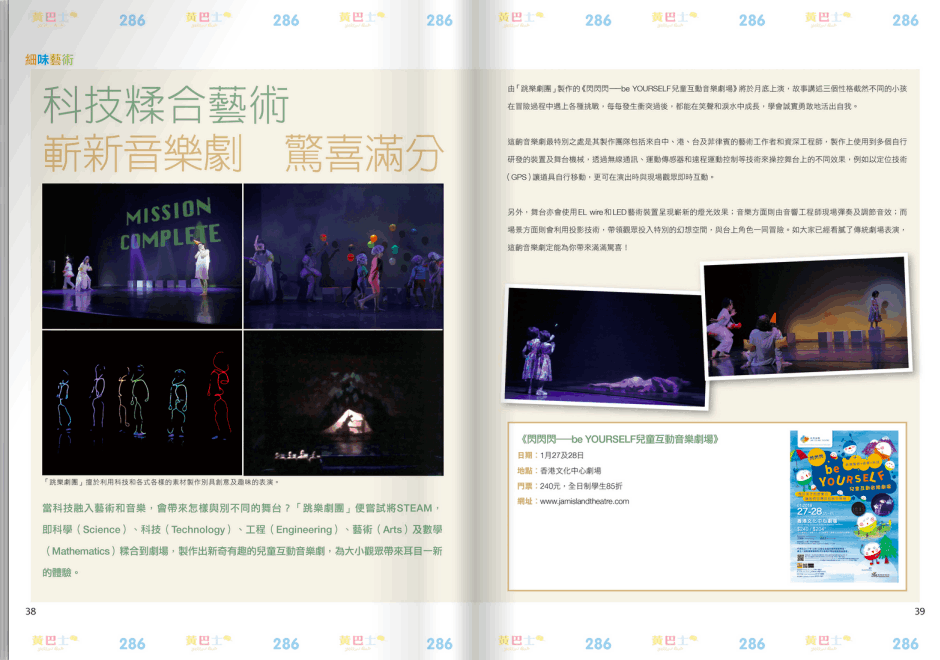 黃巴士 286 黃巴士 286 黃巴士 286 黃巴士 286 黃巴士 286 黃巴士 286
細味藝術
科技糅合藝術
嶄新音樂劇 驚喜滿分
MISSION
COMPLETE
「跳樂劇團」擅於利用科技和各式各樣的素材製作別具創意及趣味的表演。
當科技融入藝術和音樂，會帶來怎樣與別不同的舞台？「跳樂劇團」便嘗試將STEAM，
即科學（Science）、科技（Technology）、工程（Engineering）、藝術（Arts）及數學
（Mathematics）糅合到劇場，製作出新奇有趣的兒童互動音樂劇，為大小觀眾帶來耳目一新
的體驗。
38
由「跳樂劇團」製作的《閃閃閃──be YOURSELF兒童互動音樂劇場》將於月底上演，故事講述三個性格截然不同的小孩
在冒險過程中遇上各種挑戰，每每發生衝突過後，都能在笑聲和淚水中成長，學會誠實勇敢地活出自我。
這齣音樂劇最特別之處是其製作團隊包括來自中、港、台及菲律賓的藝術工作者和資深工程師，製作上使用到多個自行
研發的裝置及舞台機械，透過無線通訊、運動傳感器和遠程運動控制等技術來操控舞台上的不同效果，例如以定位技術
（GPS）讓道具自行移動，更可在演出時與現場觀眾即時互動。
另外，舞台亦會使用EL wire和LED藝術裝置呈現嶄新的燈光效果；音樂方面則由音響工程師現場彈奏及調節音效；而
場景方面則會利用投影技術，帶領觀眾投入特別的幻想空間，與台上角色一同冒險。如大家已經看膩了傳統劇場表演，
這齣音樂劇定能為你帶來滿滿驚喜！
《閃閃閃──be YOURSELF兒童互動音樂劇場》
日期：1月27及28日
地點：香港文化中心劇場
門票：240元，全日制學生85折
網址：www.jamislandtheatre.com
閃閃閃
be
YOURSELF
兒童互動音樂劇場
27-28
香港文化中心劇場
39
黃巴士 286 黃巴士 286 黃巴士 286 黃巴士 286 黃巴士 286 黃巴士 286